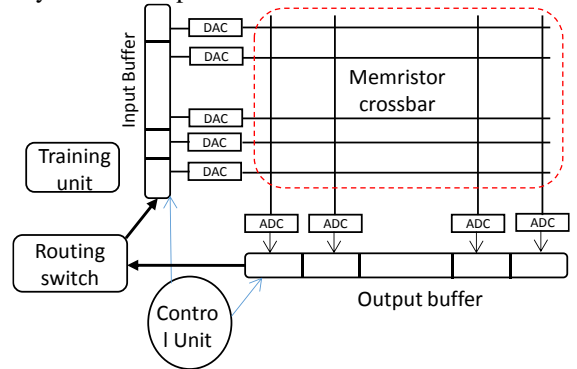 Input Buffer
DAC
DAC
DAC
DAC
DAC
Memristor
crossbar
Training
unit
ADC
ADC
ADC
ADC
Routing
switch
Output buffer
Contro
l Unit